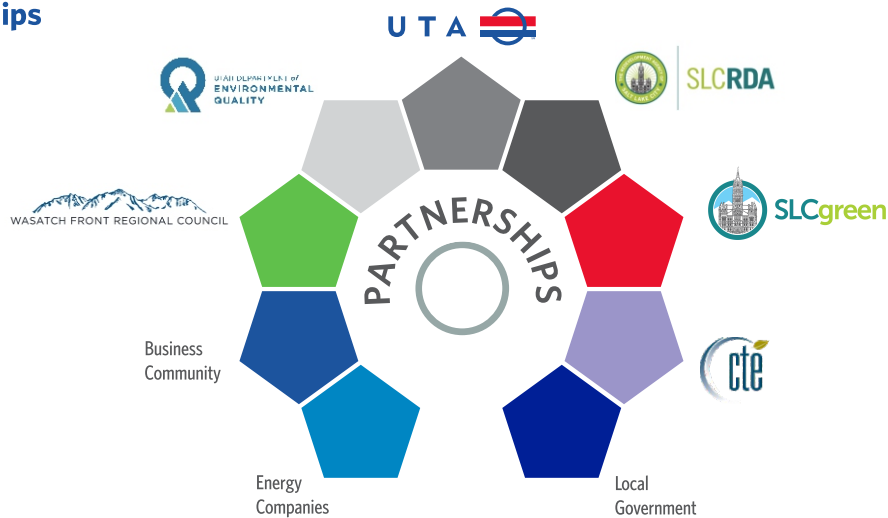 ips
UTA
UTAH DEPARTMENT of
ENVIRONMENTAL
QUALITY
SLCRDA
WASATCH FRONT REGIONAL COUNCIL
SLCgreen
PARTNERSHIPS
Business
Community
cte
Energy
Companies
Local
Government